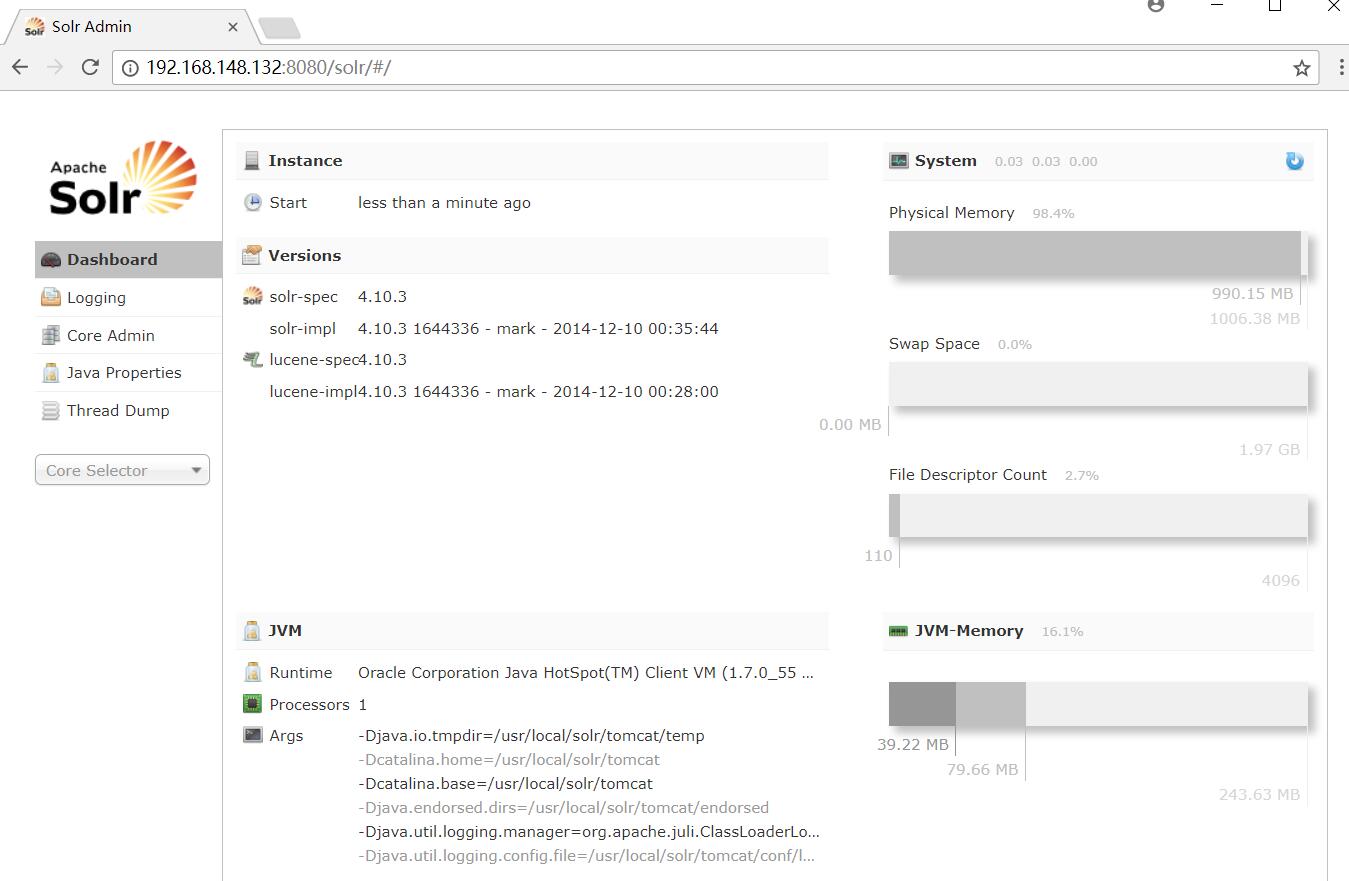 Solr Admin
192.168.148.132:8080/solr/#/
Apache
Solr
Dashboard
Logging
Core Admin
Java Properties
Thread Dump
Core Selector
Instance
Start less than a minute ago
Versions
solr-spec 4.10.3
solr-impl 4.10.3 1644336 - mark - 2014-12-10 00:35:44
lucene-spec 4.10.3
lucene-impl 4.10.3 1644336 - mark - 2014-12-10 00:28:00
System 0.03 0.03 0.00
Physical Memory 98.4%
990.15 MB
1006.38 MB
Swap Space 0.0%
0.00 MB
1.97 GB
File Descriptor Count 2.7%
110
4096
JVM
Runtime Oracle Corporation Java HotSpot(TM) Client VM (1.7.0_55 ...
Processors 1
Args -Djava.io.tmpdir=/usr/local/solr/tomcat/temp
-Dcatalina.home=/usr/local/solr/tomcat
-Dcatalina.base=/usr/local/solr/tomcat
-Djava.endorsed.dirs=/usr/local/solr/tomcat/endorsed
-Djava.util.logging.manager=org.apache.juli.ClassLoaderLo...
-Djava.util.logging.config.file=/usr/local/solr/tomcat/conf/l...
JVM-Memory 16.1%
39.22 MB
79.66 MB
243.63 MB